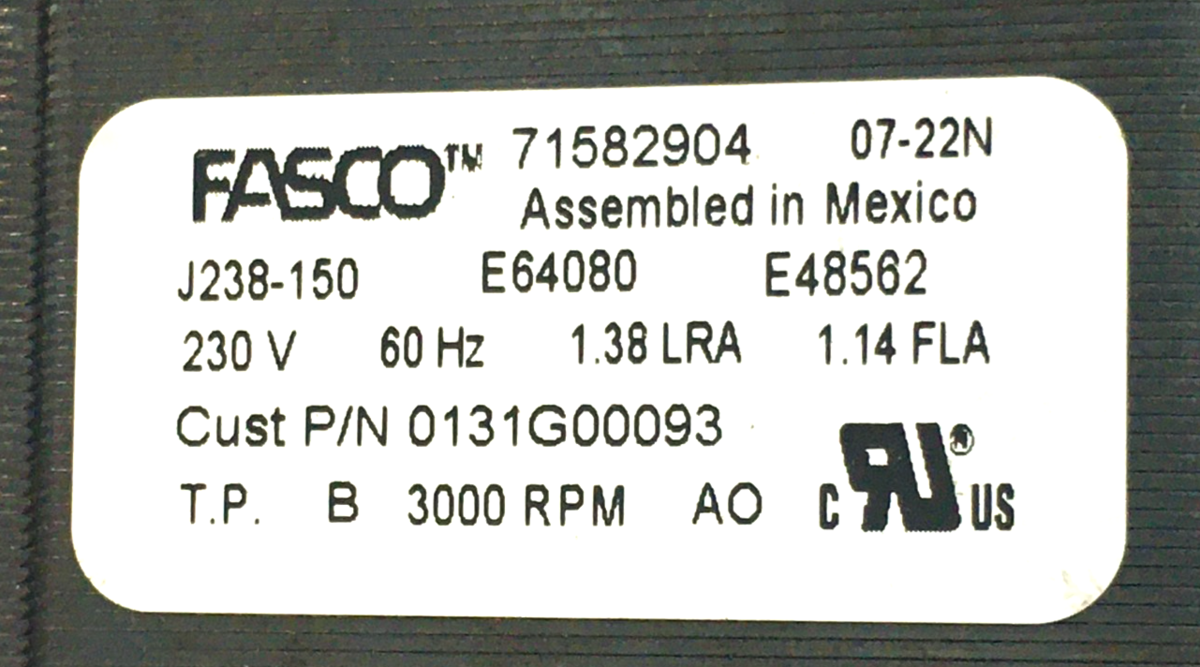 FASCO™ 71582904 07-22N
Assembled in Mexico
J238-150 E64080 E48562
230 V 60 Hz 1.38 LRA 1.14 FLA
Cust P/N 0131G00093
T.P. B 3000 RPM AO C RU® US